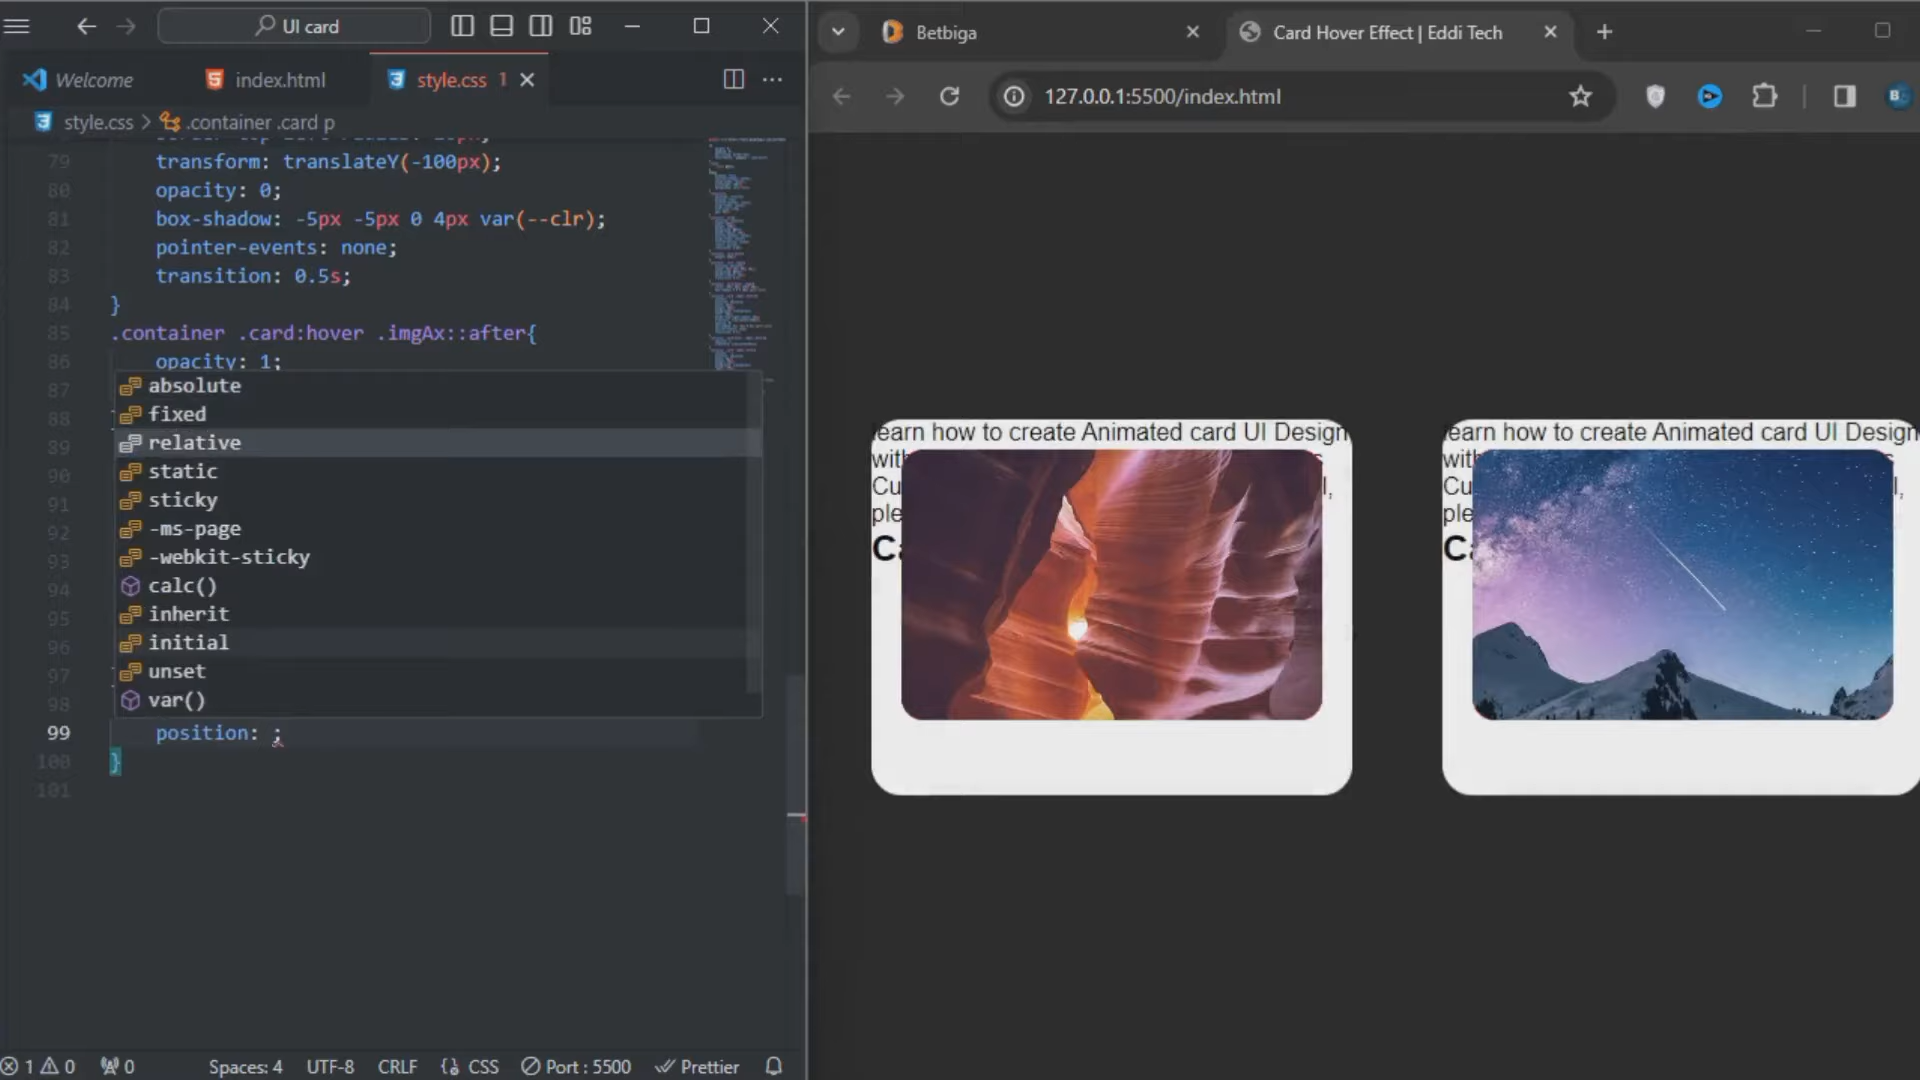 UI card
Welcome
index.html
style.css 1
style.css > .container .card p
79 transform: translateY(-100px);
80 opacity: 0;
81 box-shadow: -5px -5px 0 4px var(--clr);
82 pointer-events: none;
83 transition: 0.5s;
84 }
85 .container .card:hover .imgAx::after{
86 opacity: 1;
87
88
89
90
91
92
93
94
95
96
97
98
absolute
fixed
relative
static
sticky
-ms-page
-webkit-sticky
calc()
inherit
initial
unset
var()
99 position: ;
100 }
101
1 0 0 Spaces: 4 UTF-8 CRLF {} CSS Port : 5500 Prettier
Betbiga
Card Hover Effect | Eddi Tech
127.0.0.1:5500/index.html
learn how to create Animated card UI Design
with
Cu l,
ple
Ca
learn how to create Animated card UI Design
with
Cu l,
ple
Ca